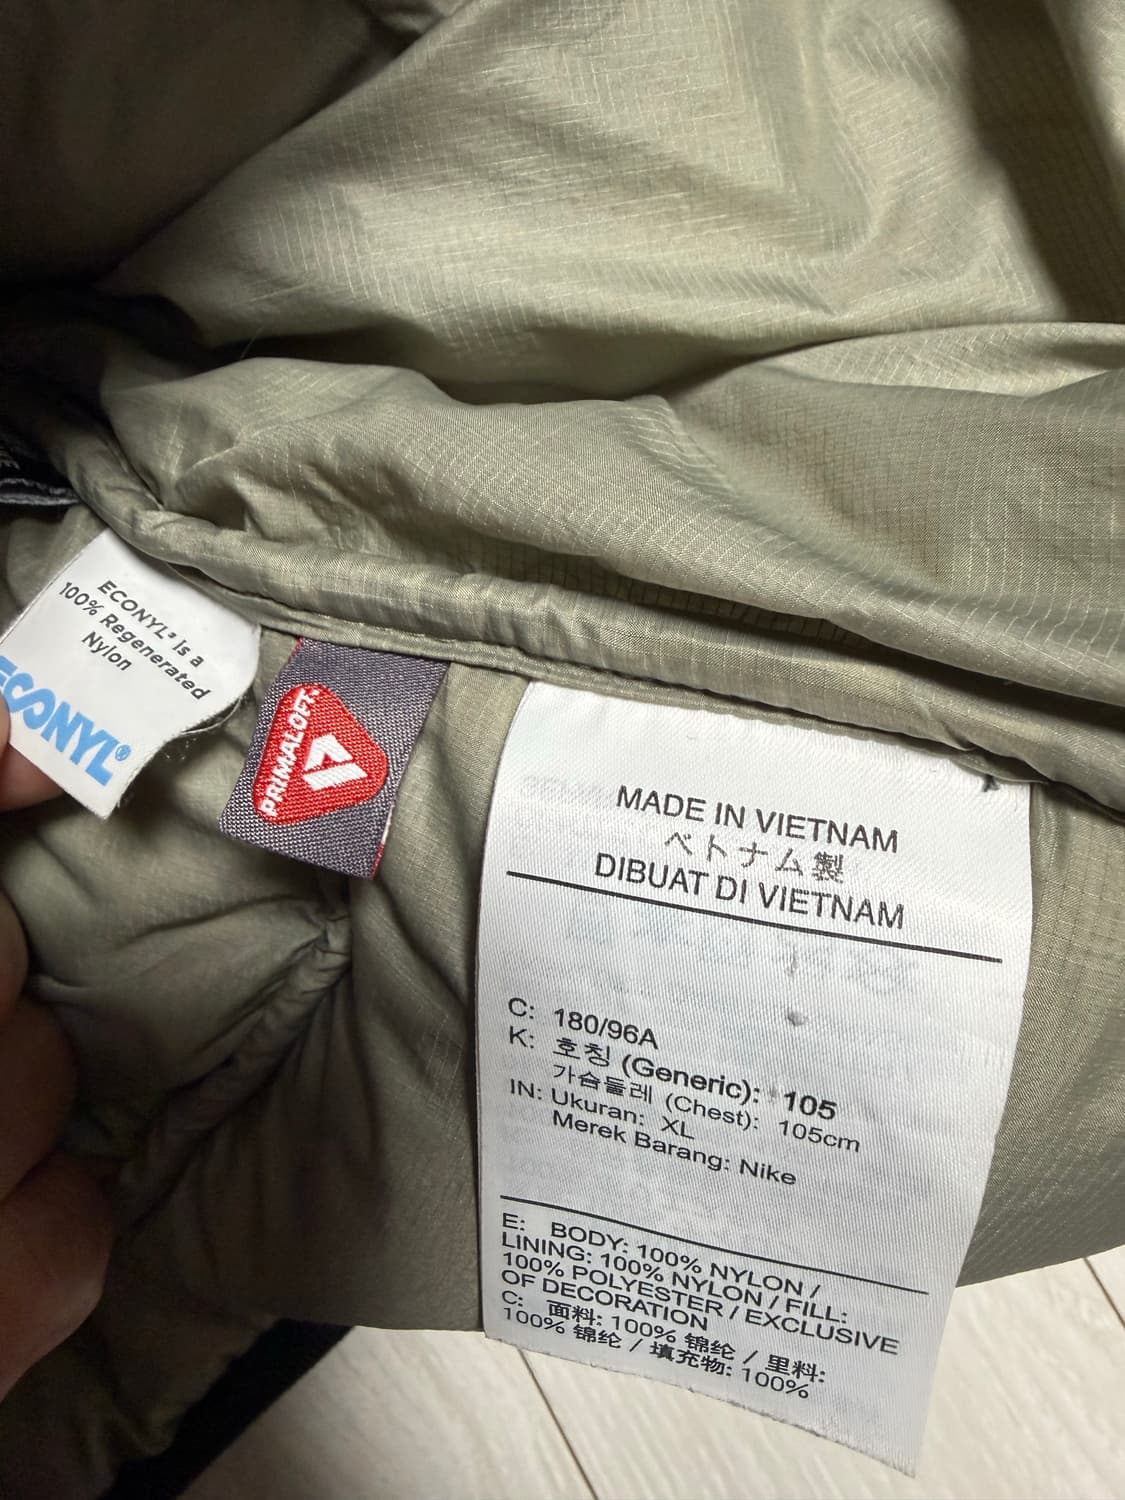 ECONYL® is a
100% Regenerated
Nylon
ECONYL®
PRIMALOFT®
MADE IN VIETNAM
ベトナム製
DIBUAT DI VIETNAM
C: 180/96A
K: 호칭 (Generic): 105
가슴둘레 (Chest): 105cm
IN: Ukuran: XL
Merek Barang: Nike
E: BODY: 100% NYLON /
LINING: 100% NYLON / FILL:
100% POLYESTER / EXCLUSIVE
OF DECORATION
C: 面料: 100% 锦纶 / 里料:
100% 锦纶 / 填充物: 100%